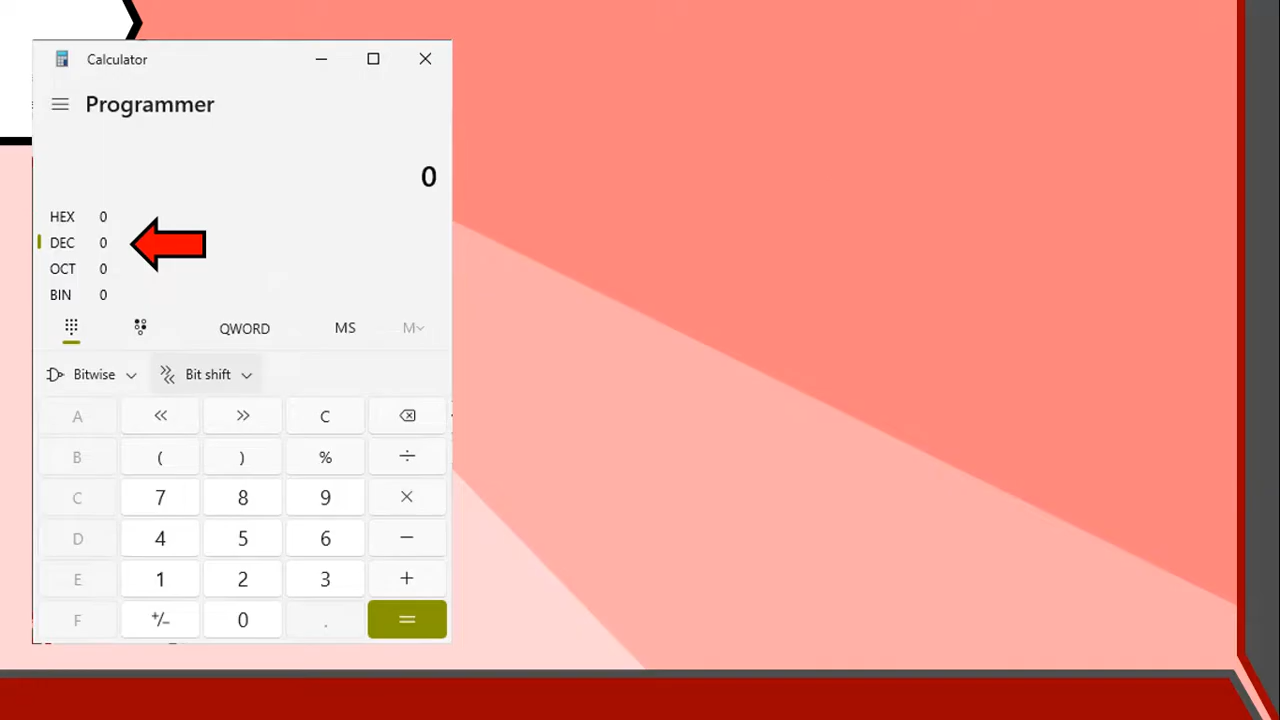 Calculator
Programmer
0
HEX 0
DEC 0
OCT 0
BIN 0
QWORD MS M
Bitwise Bit shift
A « » C
B ( ) % ÷
C 7 8 9 ×
D 4 5 6 −
E 1 2 3 +
F +/− 0 . =